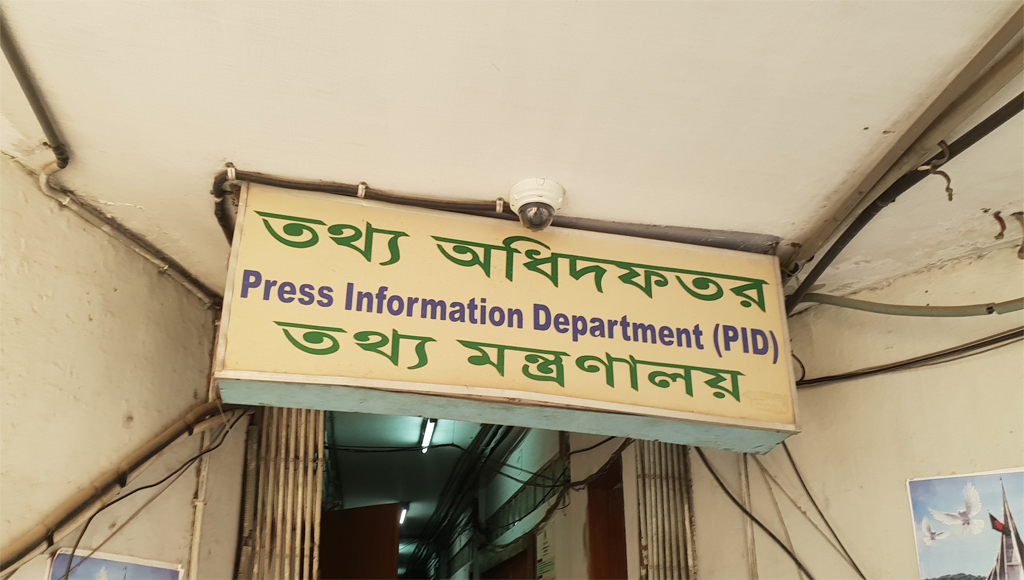 তথ্য অধিদফতর
Press Information Department (PID)
তথ্য মন্ত্রণালয়